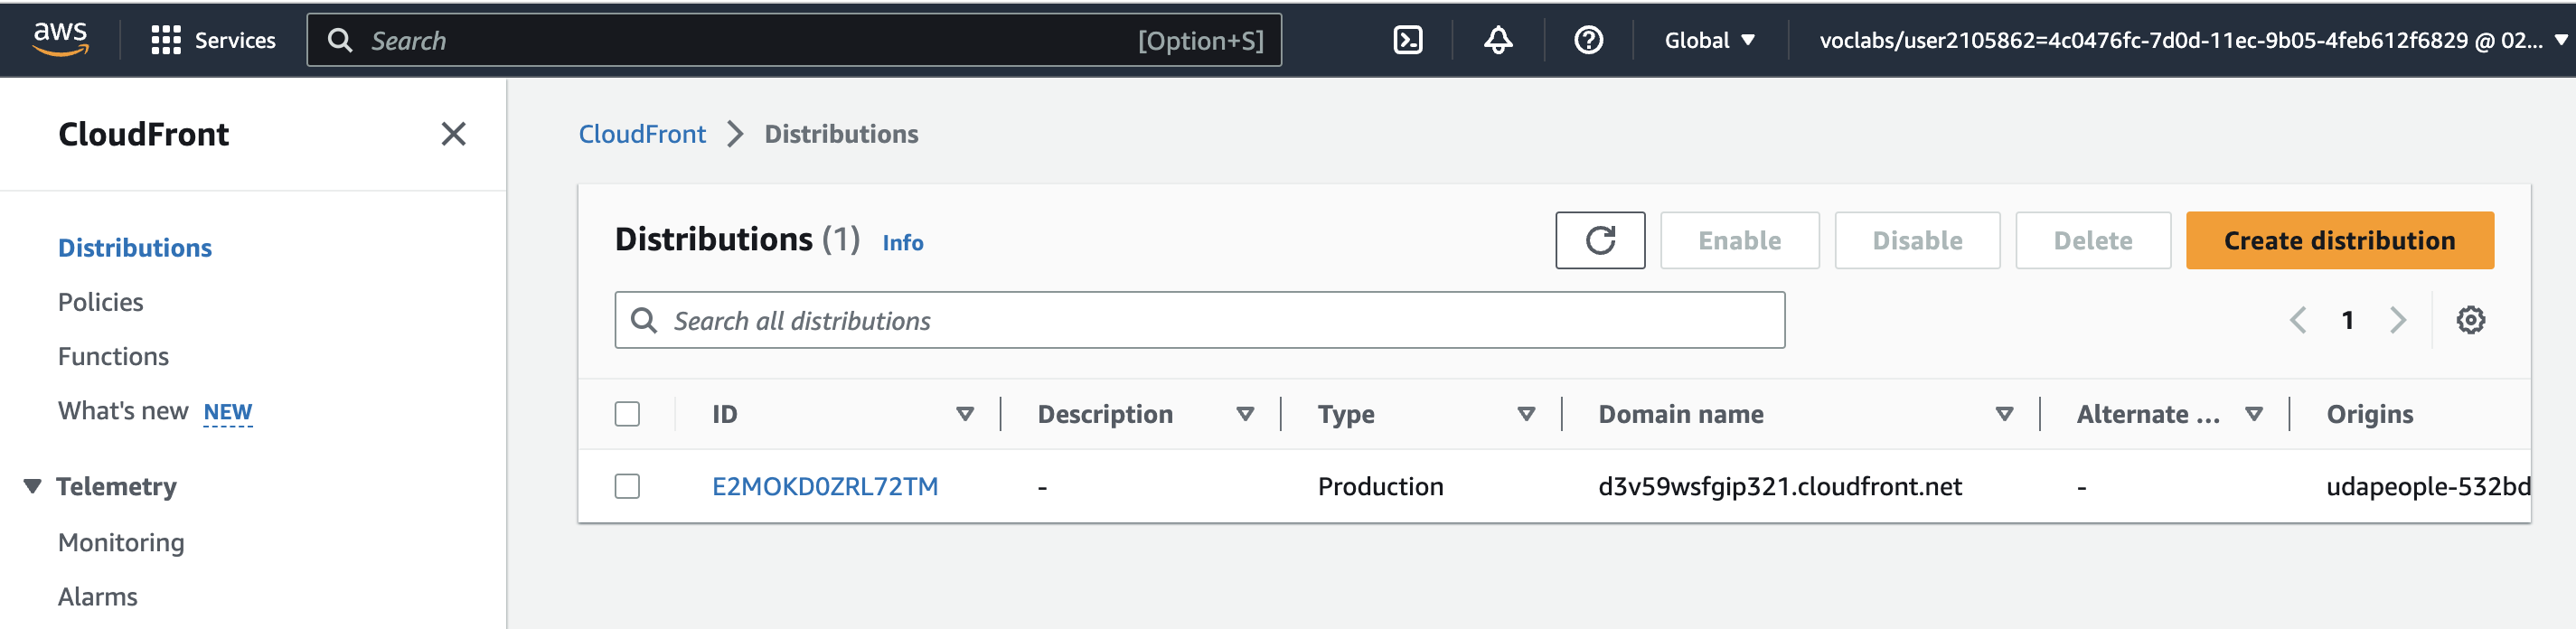 aws Services Search [Option+S] Global voclabs/user2105862=4c0476fc-7d0d-11ec-9b05-4feb612f6829 @ 02...
CloudFront
Distributions
Policies
Functions
What's new NEW
Telemetry
Monitoring
Alarms
CloudFront > Distributions
Distributions (1) Info Enable Disable Delete Create distribution
Search all distributions 1
ID Description Type Domain name Alternate ... Origins
E2MOKD0ZRL72TM - Production d3v59wsfgip321.cloudfront.net - udapeople-532bd